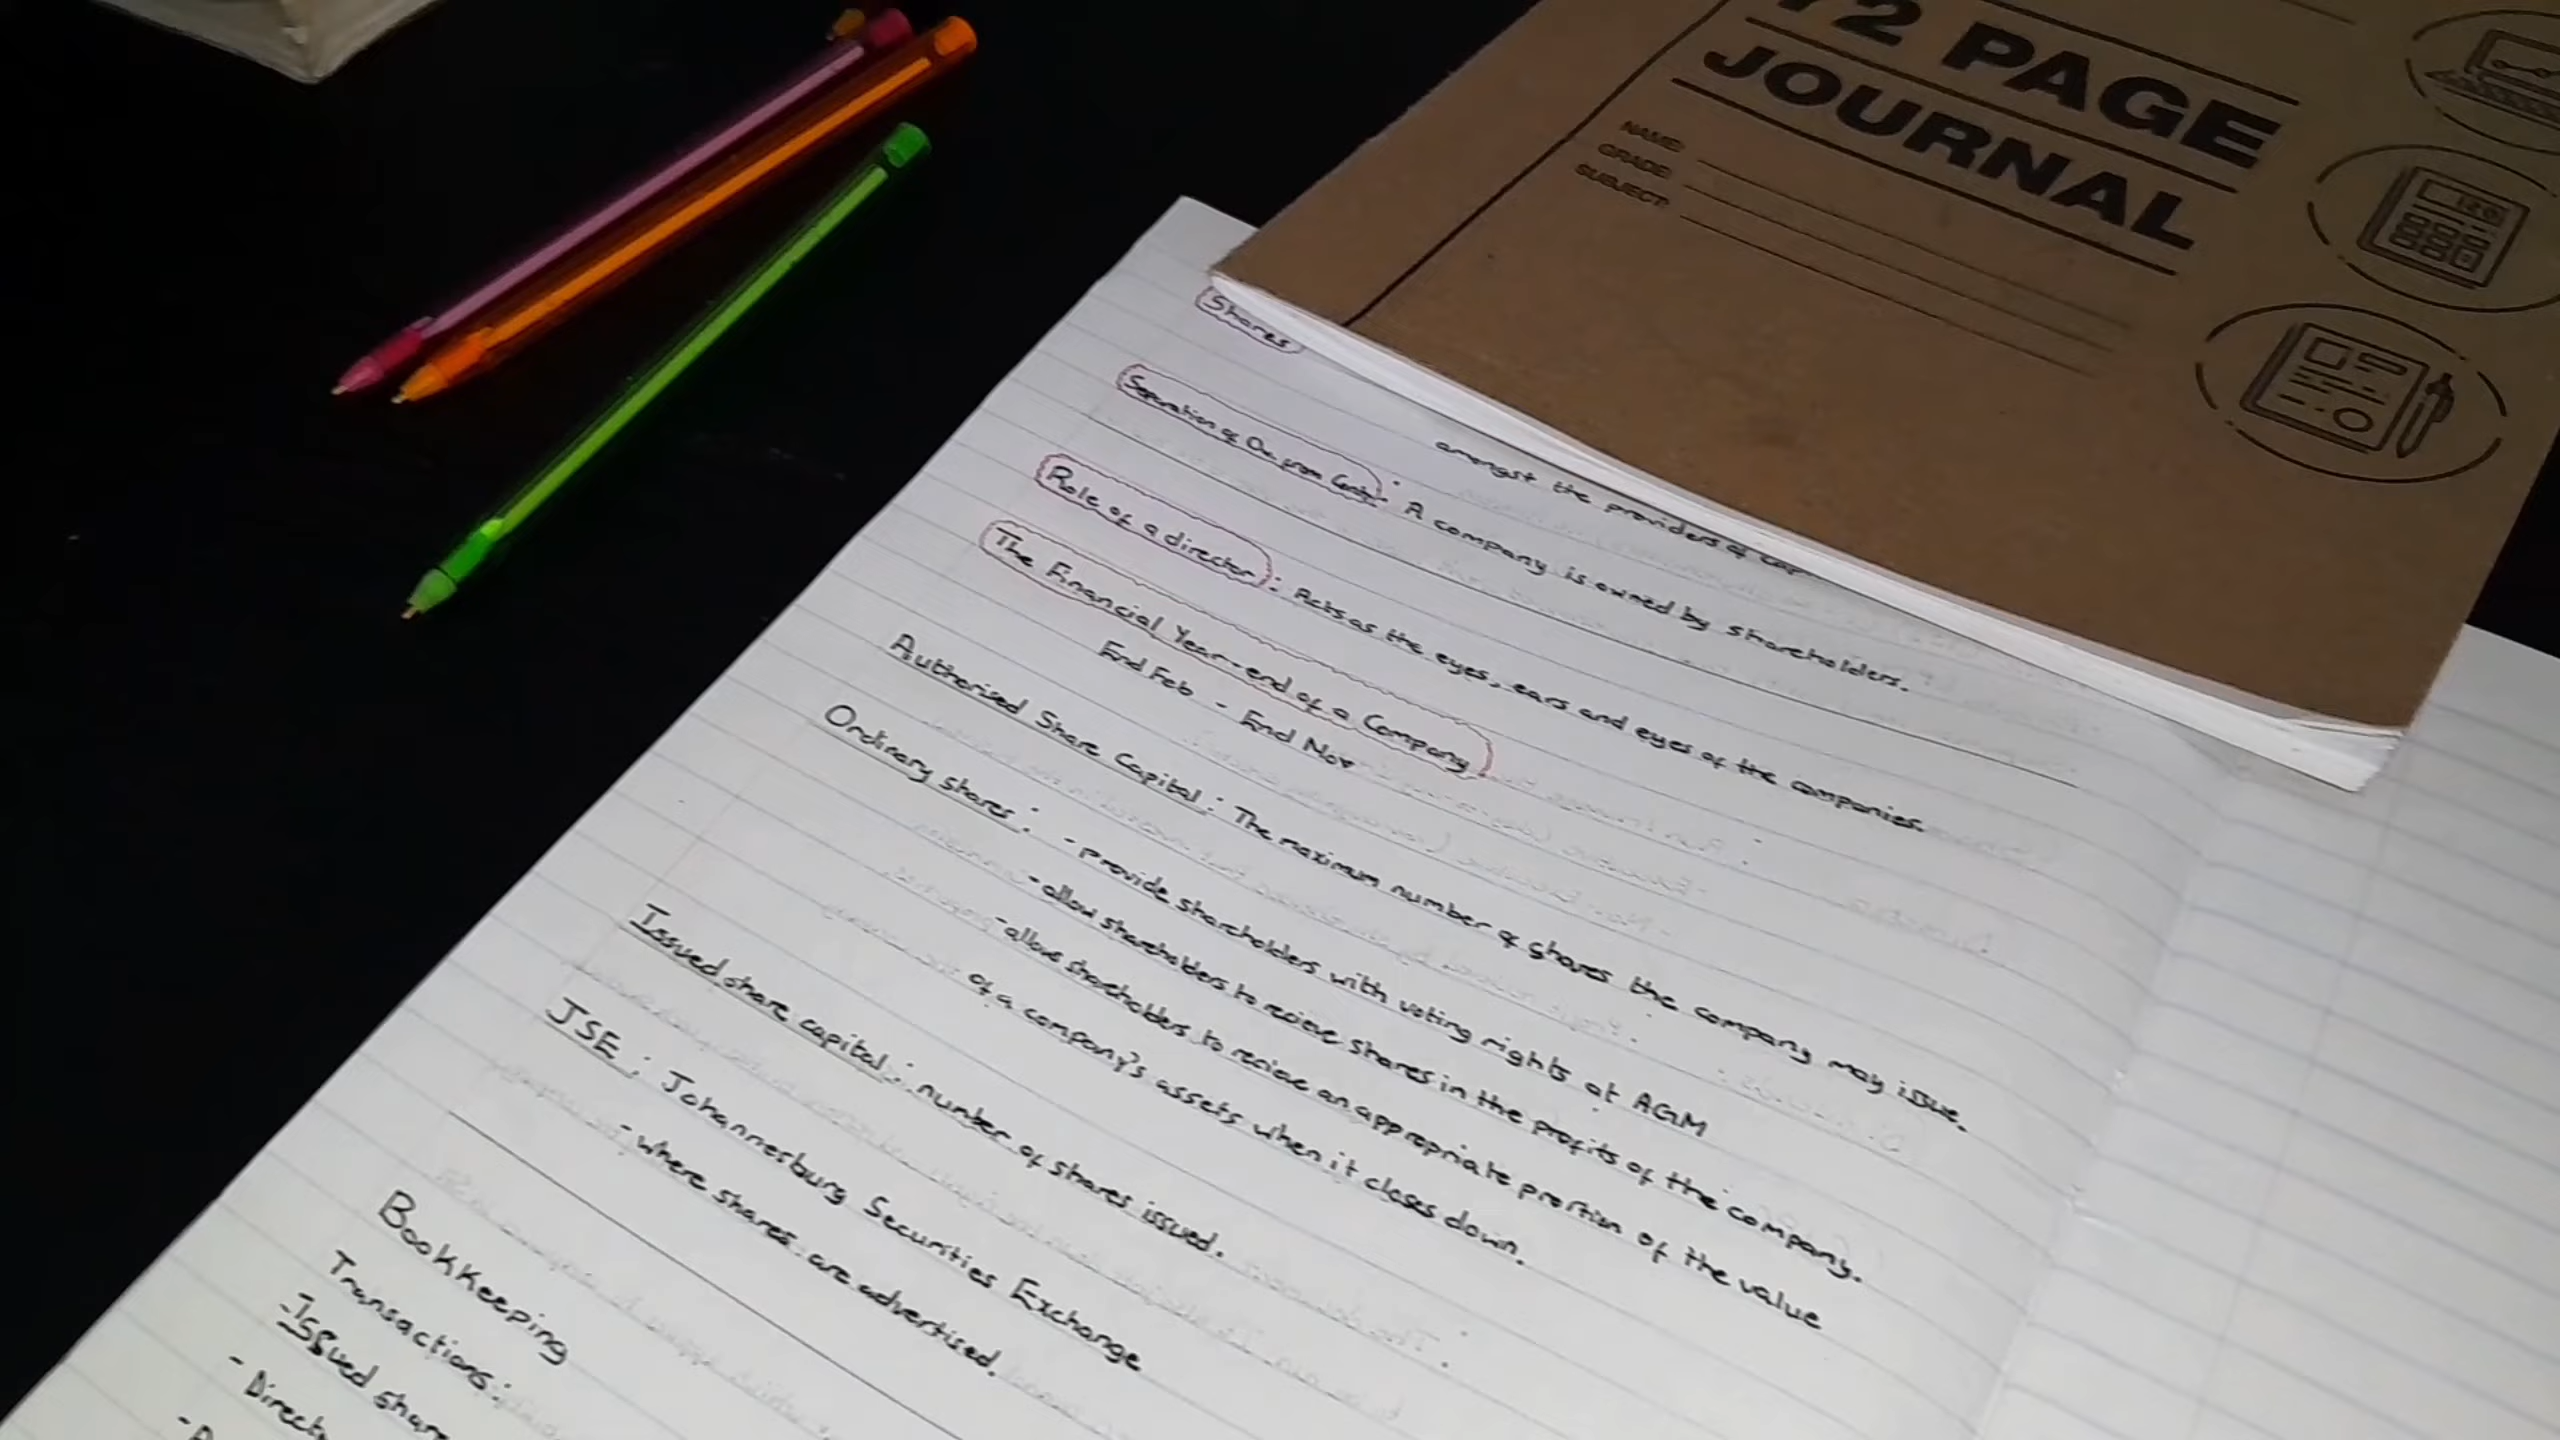 72 PAGE
JOURNAL
NAME:
GRADE:
SUBJECT:
Shares
amongst the providers of cap
Separation of Ow. from Contr. : A company is owned by shareholders.
Role of a director : Acts as the eyes, ears and eyes of the companies.
The Financial Year-end of a Company :
End Feb - End Nov
Authorised Share Capital : The maximum number of shares the company may issue.
Ordinary shares : - provide shareholders with voting rights at AGM
- allow shareholders to recieve shares in the profits of the company.
- allow shareholders to recieve an appropriate portion of the value
of a company's assets when it closes down.
Issued share capital : number of shares issued.
JSE : Johannesburg Securities Exchange
- where shares are advertised.
BookKeeping
Transactions :
- Issued shar
- Direct